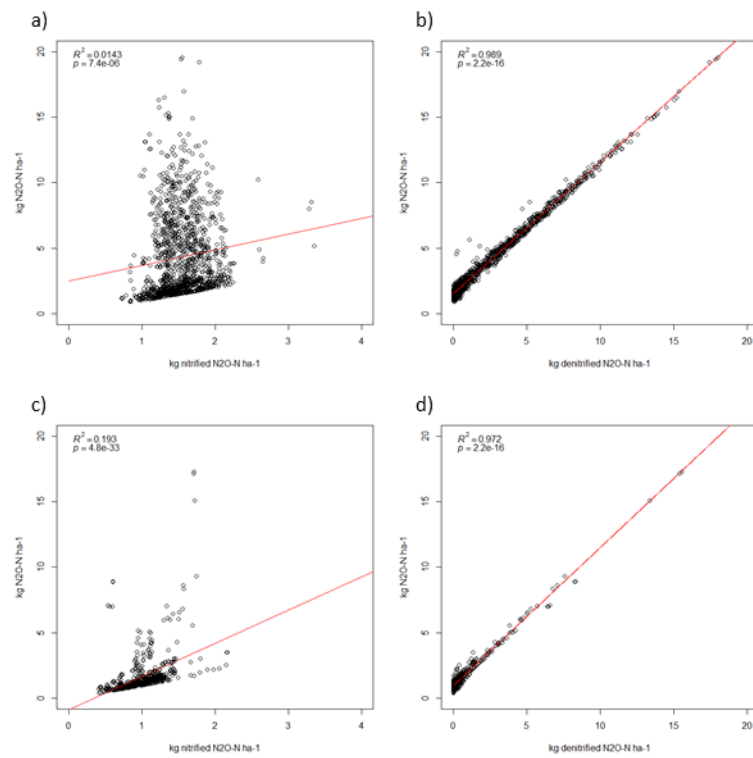 a)
b)
R² = 0.0143
p = 7.4e-06
kg N2O-N ha-1
0 5 10 15 20
0 1 2 3 4
kg nitrified N2O-N ha-1
R² = 0.989
p = 2.2e-16
kg N2O-N ha-1
0 5 10 15 20
0 5 10 15 20
kg denitrified N2O-N ha-1
c)
d)
R² = 0.193
p = 4.8e-33
kg N2O-N ha-1
0 5 10 15 20
0 1 2 3 4
kg nitrified N2O-N ha-1
R² = 0.972
p = 2.2e-16
kg N2O-N ha-1
0 5 10 15 20
0 5 10 15 20
kg denitrified N2O-N ha-1